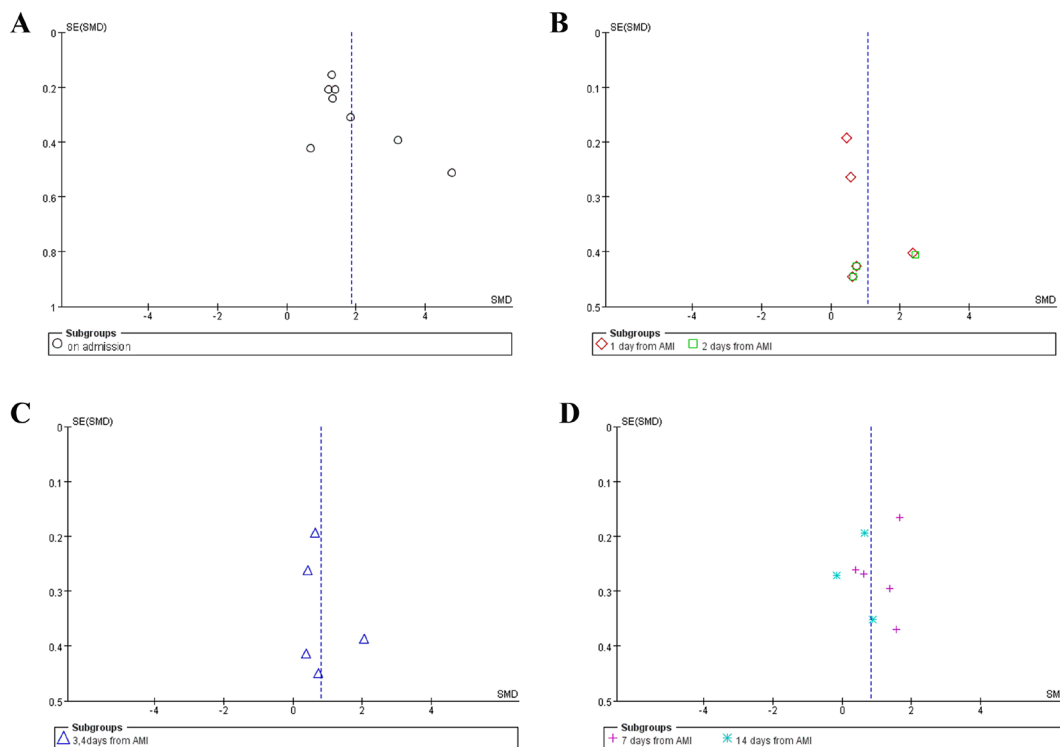 A
SE(SMD)
0
0.2
0.4
0.6
0.8
1
-4
-2
0
2
4
SMD
Subgroups
on admission
B
SE(SMD)
0
0.1
0.2
0.3
0.4
0.5
-4
-2
0
2
4
SMD
Subgroups
1 day from AMI
2 days from AMI
C
SE(SMD)
0
0.1
0.2
0.3
0.4
0.5
-4
-2
0
2
4
SMD
Subgroups
3,4days from AMI
D
SE(SMD)
0
0.1
0.2
0.3
0.4
0.5
-4
-2
0
2
4
SMD
Subgroups
7 days from AMI
14 days from AMI